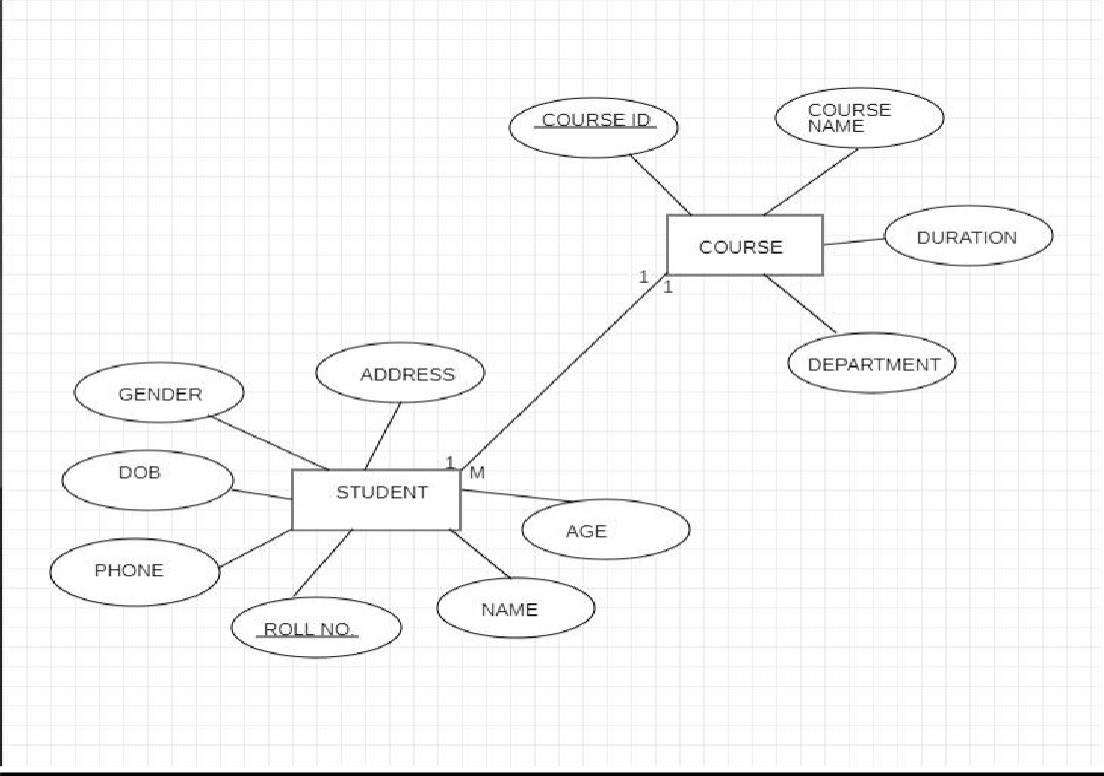 COURSE ID
COURSE
NAME
DURATION
COURSE
1
1
DEPARTMENT
ADDRESS
GENDER
1
M
DOB
STUDENT
AGE
PHONE
NAME
ROLL NO.